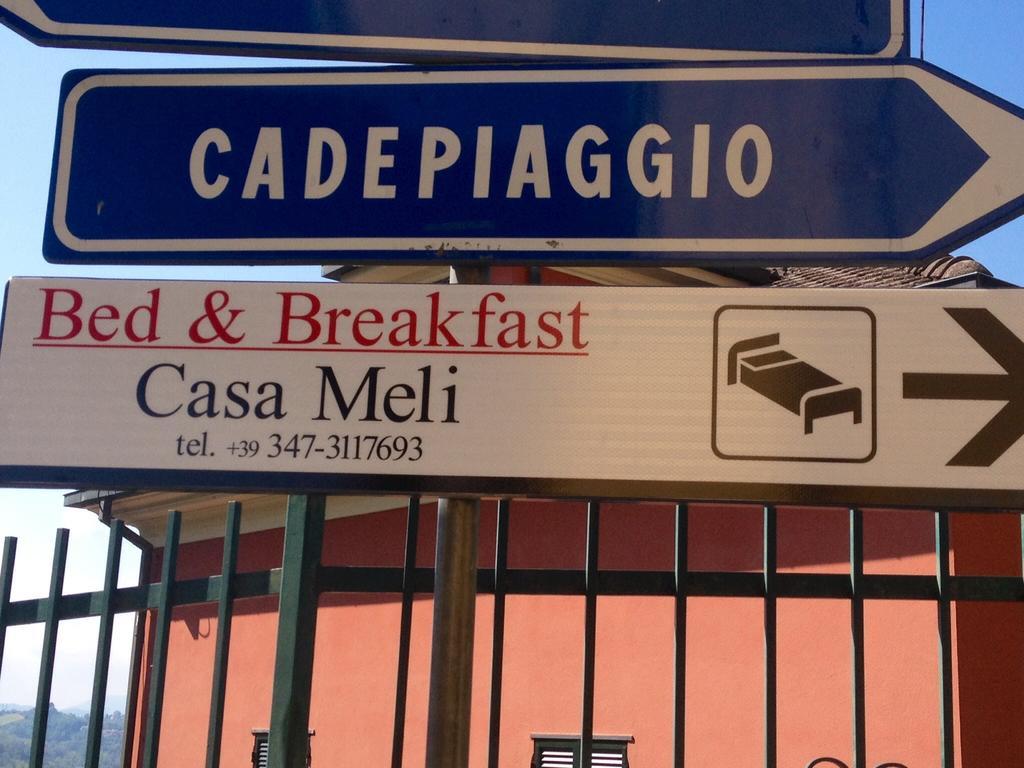 CADEPIAGGIO
Bed & Breakfast
Casa Meli
tel. +39 347-3117693